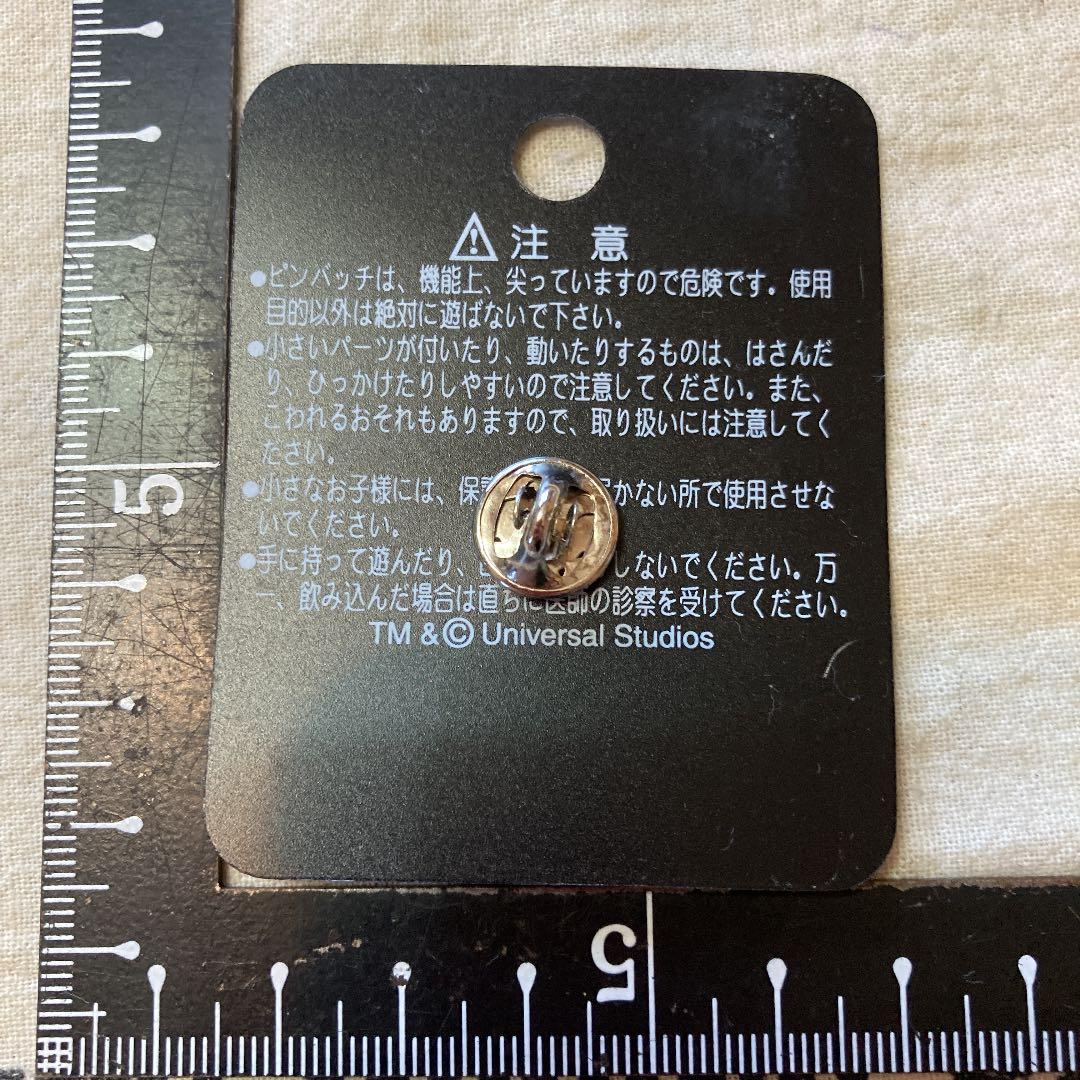 注 意
●ピンバッチは、機能上、尖っていますので危険です。使用
目的以外は絶対に遊ばないで下さい。
●小さいパーツが付いたり、動いたりするものは、はさんだ
り、ひっかけたりしやすいので注意してください。また、
こわれるおそれもありますので、取り扱いには注意してく
ださい。
●小さなお子様には、保 かない所で使用させな
いでください。
●手に持って遊んだり、 しないでください。万
一、飲み込んだ場合は直ちに医師の診察を受けてください。
TM & © Universal Studios
5
5